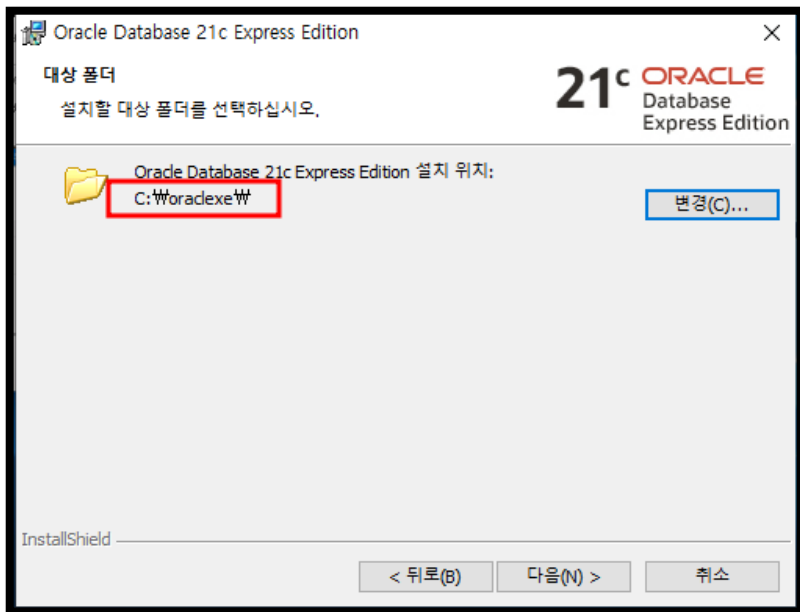 Oracle Database 21c Express Edition
대상 폴더
설치할 대상 폴더를 선택하십시오.
21c ORACLE
Database
Express Edition
Oracle Database 21c Express Edition 설치 위치:
C:₩oraclexe₩
변경(C)...
InstallShield
< 뒤로(B)
다음(N) >
취소